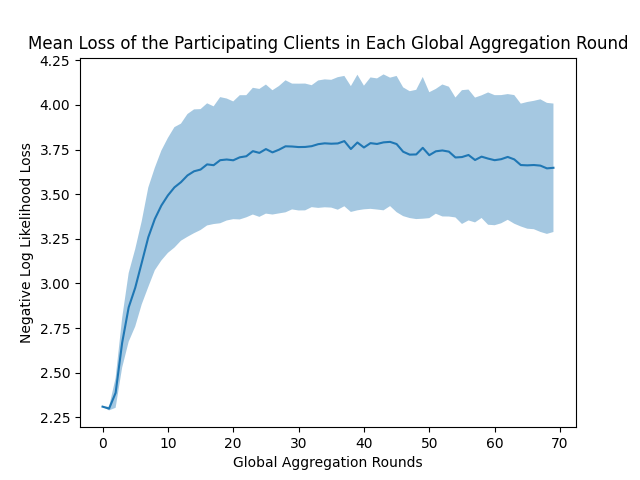 Mean Loss of the Participating Clients in Each Global Aggregation Round
Negative Log Likelihood Loss
4.25
4.00
3.75
3.50
3.25
3.00
2.75
2.50
2.25
0 10 20 30 40 50 60 70
Global Aggregation Rounds